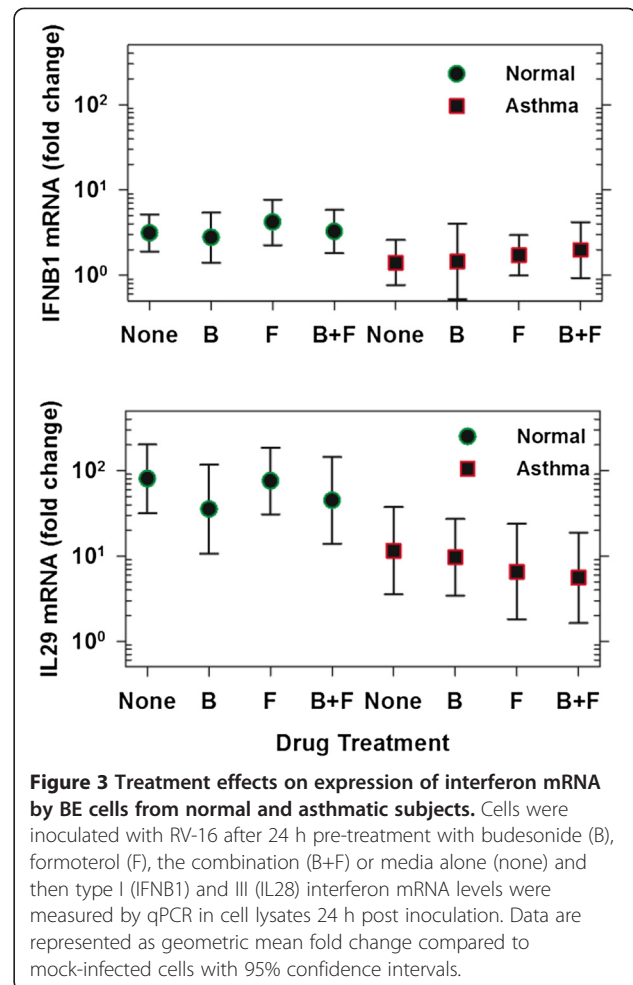 IFNB1 mRNA (fold change)
10²
10¹
10⁰
Normal
Asthma
None B F B+F None B F B+F
IL29 mRNA (fold change)
10²
10¹
10⁰
Normal
Asthma
None B F B+F None B F B+F
Drug Treatment
Figure 3 Treatment effects on expression of interferon mRNA
by BE cells from normal and asthmatic subjects. Cells were
inoculated with RV-16 after 24 h pre-treatment with budesonide (B),
formoterol (F), the combination (B+F) or media alone (none) and
then type I (IFNB1) and III (IL28) interferon mRNA levels were
measured by qPCR in cell lysates 24 h post inoculation. Data are
represented as geometric mean fold change compared to
mock-infected cells with 95% confidence intervals.